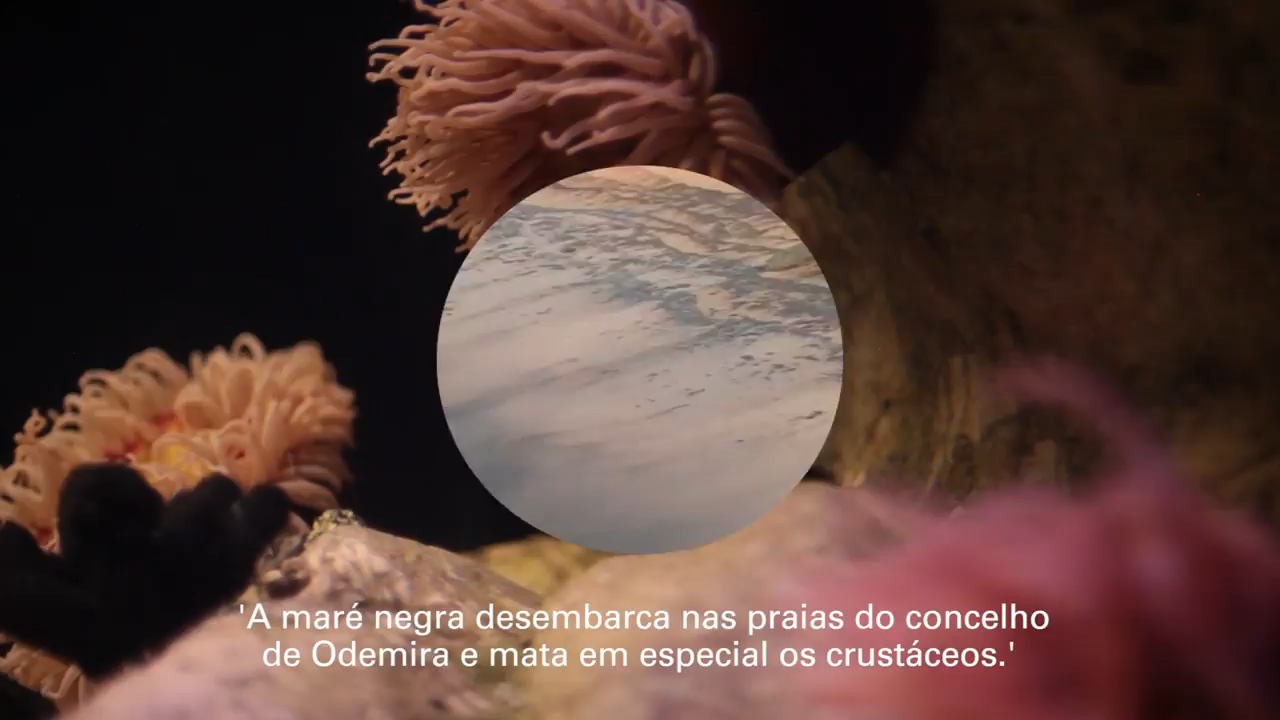 'A maré negra desembarca nas praias do concelho
de Odemira e mata em especial os crustáceos.'